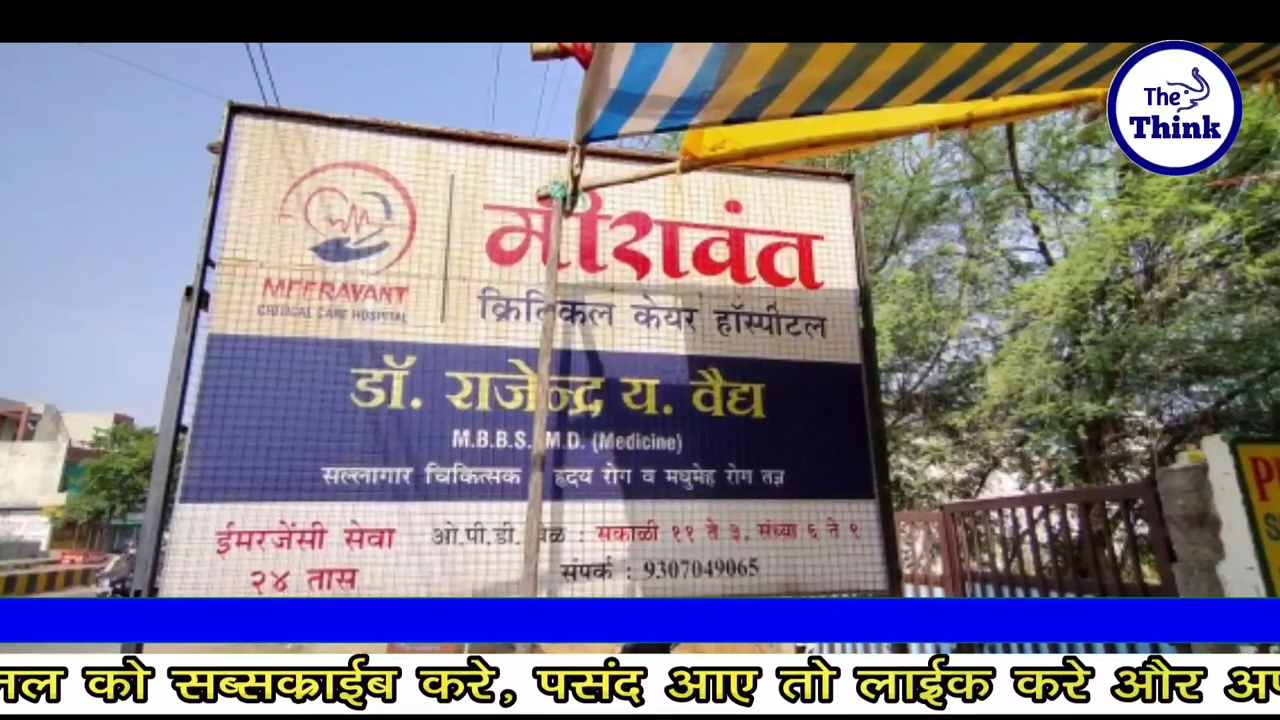 The
Think
मीरावंत
MEERAVANT
CRITICAL CARE HOSPITAL
क्रिटिकल केयर हॉस्पीटल
डॉ. राजेन्द्र य. वैद्य
M.B.B.S. M.D. (Medicine)
सल्लागार चिकित्सक हृदय रोग व मधुमेह रोग तज्ञ
ईमरजेंसी सेवा
२४ तास
ओ.पी.डी. वेळ : सकाळी ११ ते ३, संध्या ६ ते ९
संपर्क : 9307049065
को सब्सक्राईब करे, पसंद आए तो लाईक करे और